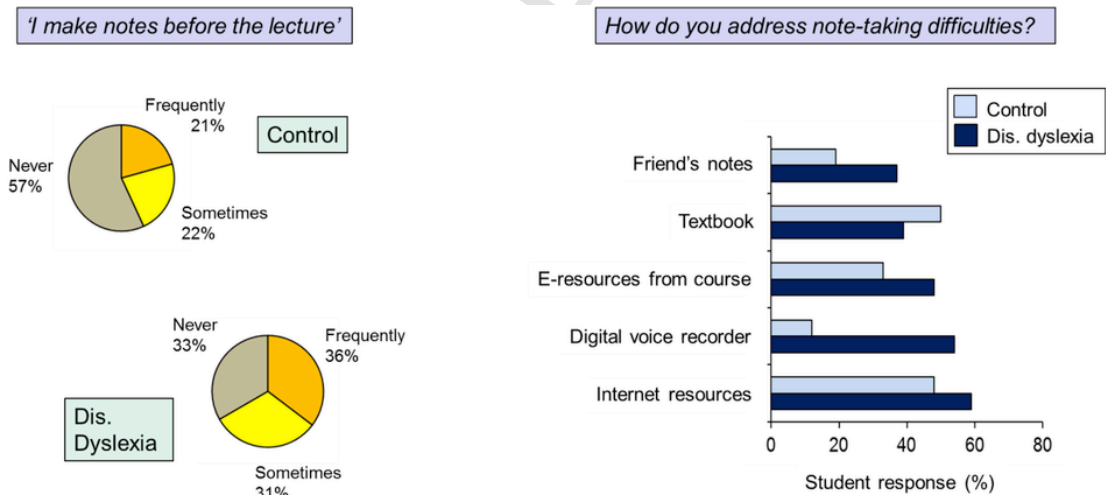 'I make notes before the lecture'
Frequently
21%
Control
Never
57%
Sometimes
22%
Never
33%
Frequently
36%
Dis.
Dyslexia
Sometimes
31%
How do you address note-taking difficulties?
Control
Dis. dyslexia
Friend's notes
Textbook
E-resources from course
Digital voice recorder
Internet resources
0 20 40 60 80
Student response (%)